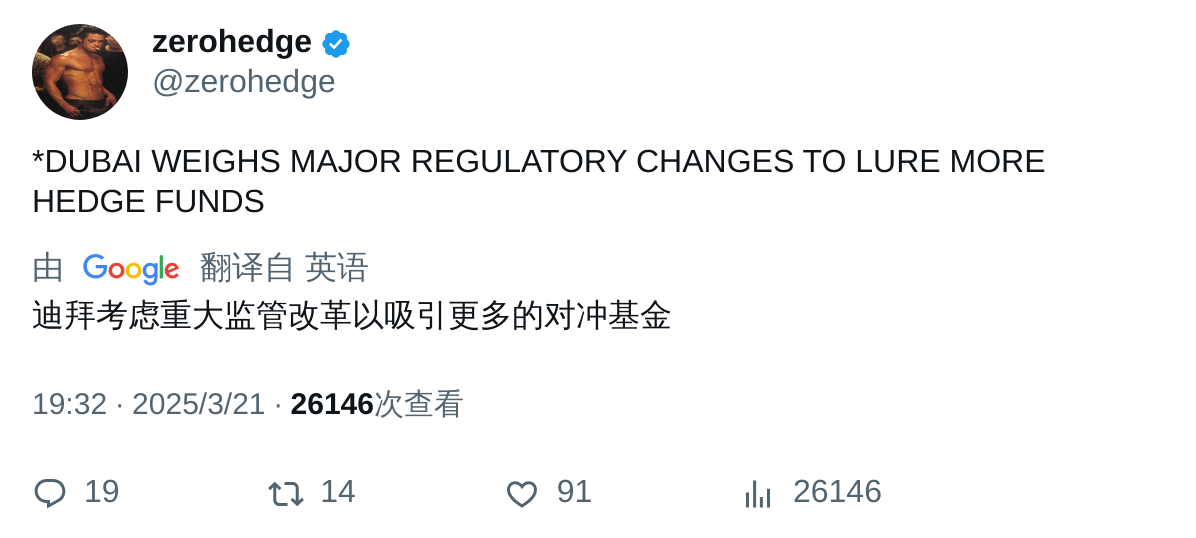 zerohedge
@zerohedge
*DUBAI WEIGHS MAJOR REGULATORY CHANGES TO LURE MORE
HEDGE FUNDS
由 Google 翻译自 英语
迪拜考虑重大监管改革以吸引更多的对冲基金
19:32 · 2025/3/21 · 26146次查看
19 14 91 26146